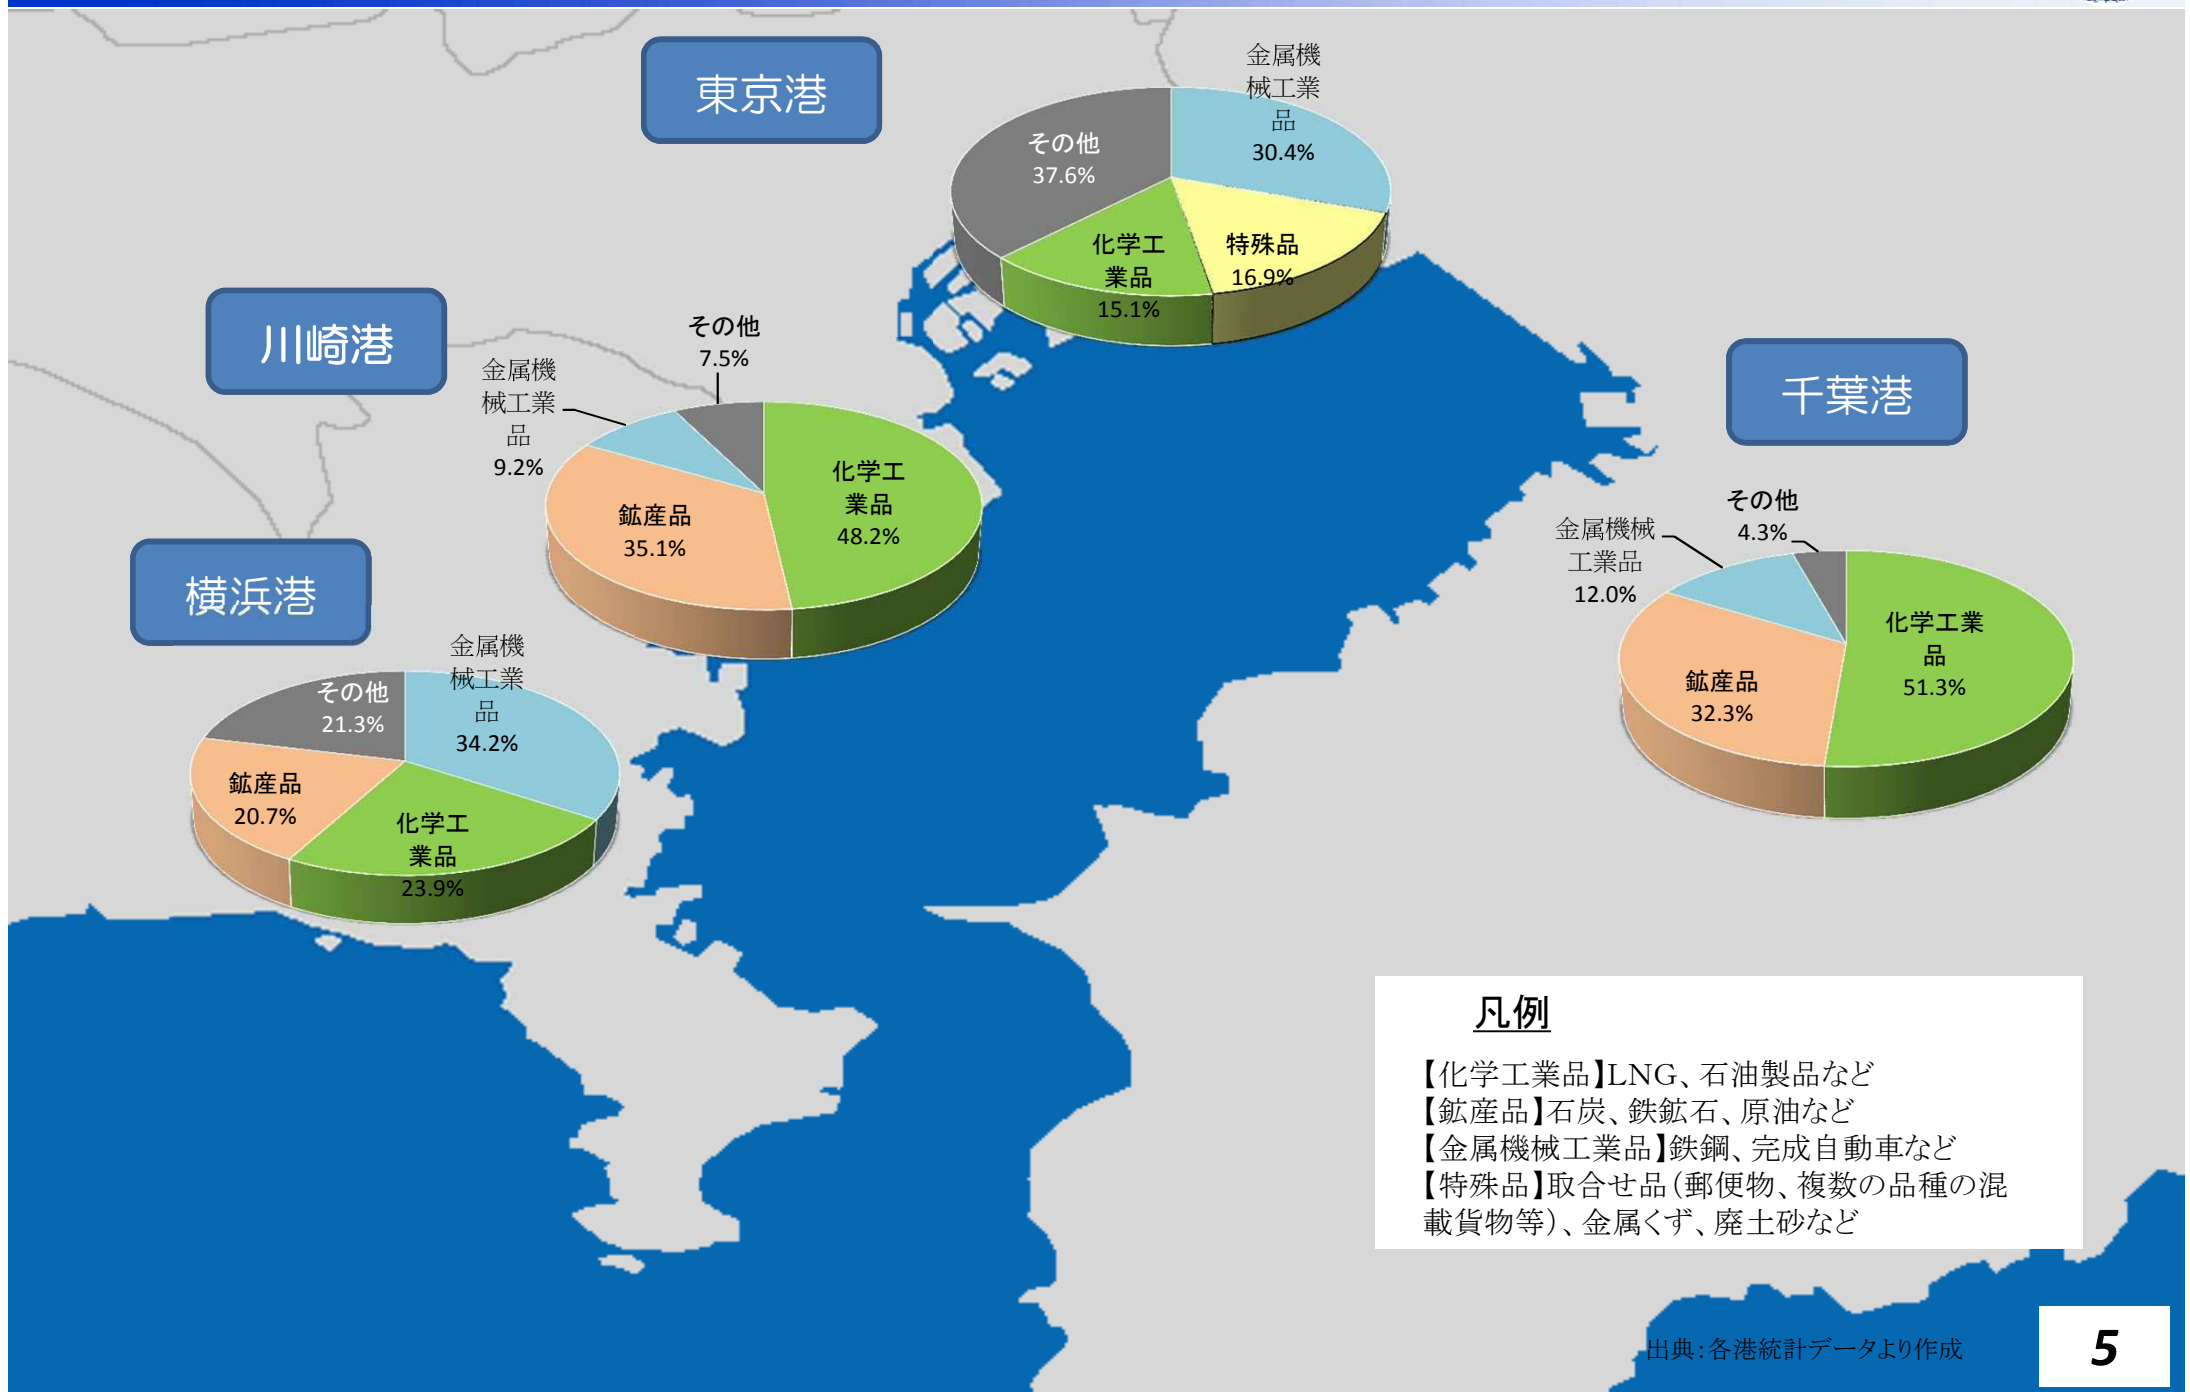 東京港
金属機
械工業
品
30.4%
その他
37.6%
化学工
業品
15.1%
特殊品
16.9%
川崎港
その他
7.5%
金属機
械工業
品
9.2%
化学工
業品
48.2%
鉱産品
35.1%
千葉港
その他
4.3%
金属機械
工業品
12.0%
化学工業
品
51.3%
鉱産品
32.3%
横浜港
金属機
械工業
品
34.2%
その他
21.3%
鉱産品
20.7%
化学工
業品
23.9%
凡例
【化学工業品】LNG、石油製品など
【鉱産品】石炭、鉄鉱石、原油など
【金属機械工業品】鉄鋼、完成自動車など
【特殊品】取合せ品(郵便物、複数の品種の混
載貨物等)、金属くず、廃土砂など
出典:各港統計データより作成
5